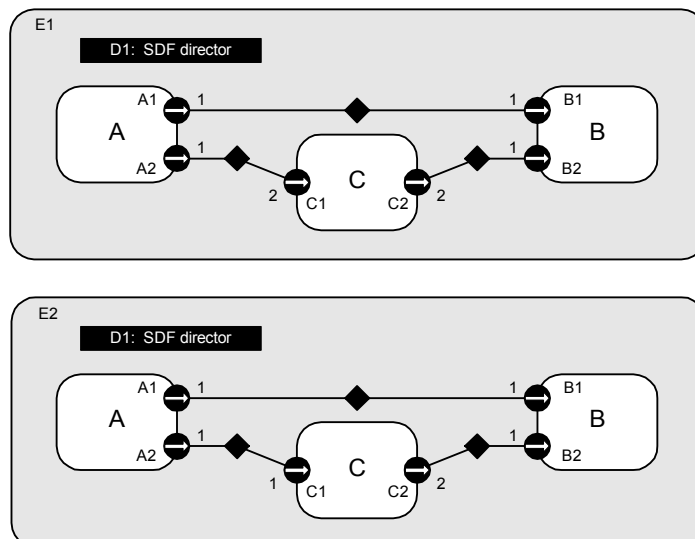 E1
D1: SDF director
A1 1 1 B1
A B
A2 1 1 B2
C
2 C1 C2 2
E2
D1: SDF director
A1 1 1 B1
A B
A2 1 1 B2
C
1 C1 C2 2